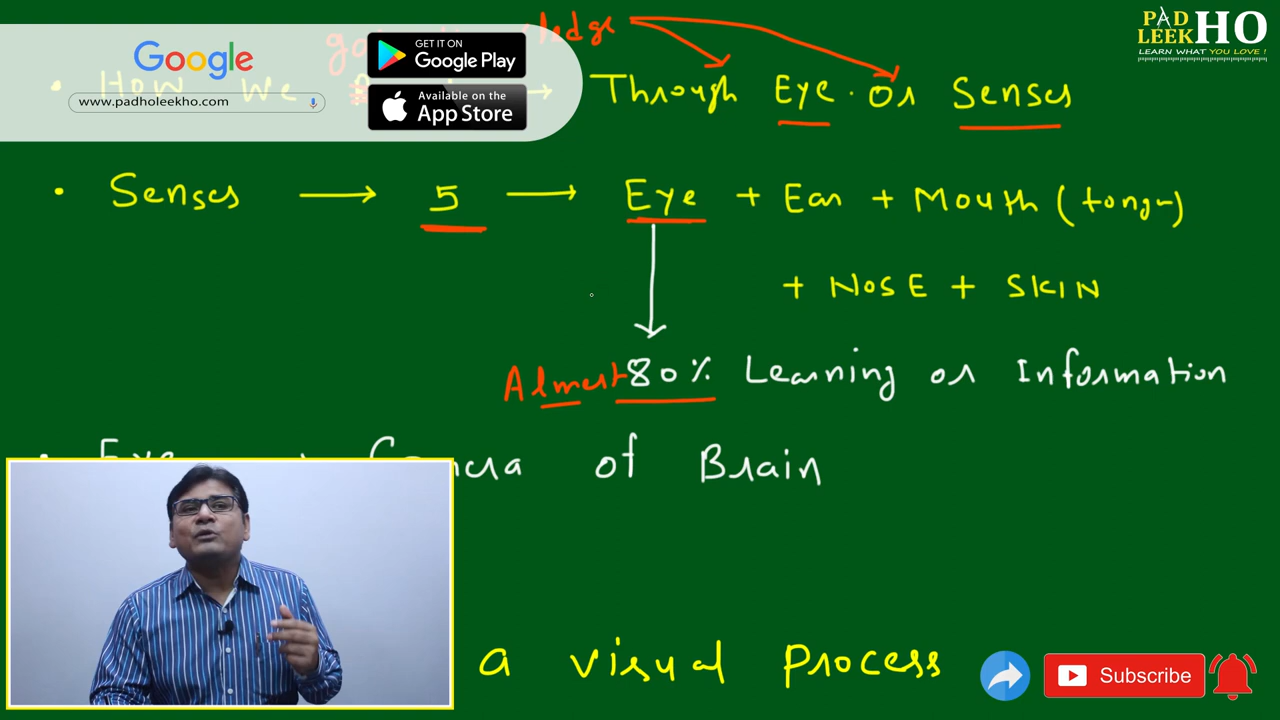 Google
www.padholeekho.com
GET IT ON
Google Play
Available on the
App Store
PAD HO
LEEK
LEARN WHAT YOU LOVE !
• How We → Through Eye or Senses
• Senses → 5 → Eye + Ear + Mouth (tongue)
+ NOSE + SKIN
Almost 80% Learning or Information
of Brain
a visual process
Subscribe